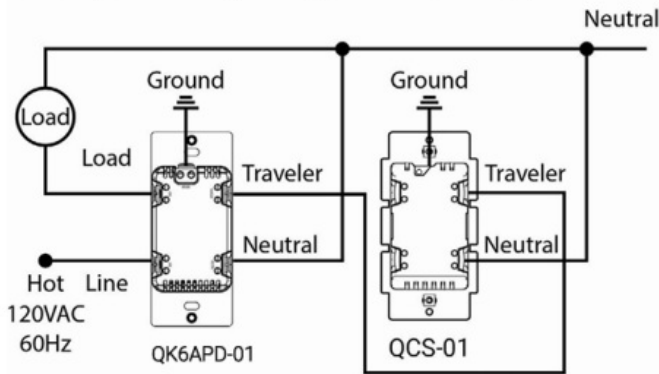 Neutral
Ground
Ground
Load
Load
Traveler
Traveler
Neutral
Neutral
Hot Line
120VAC
60Hz
QK6APD-01
QCS-01